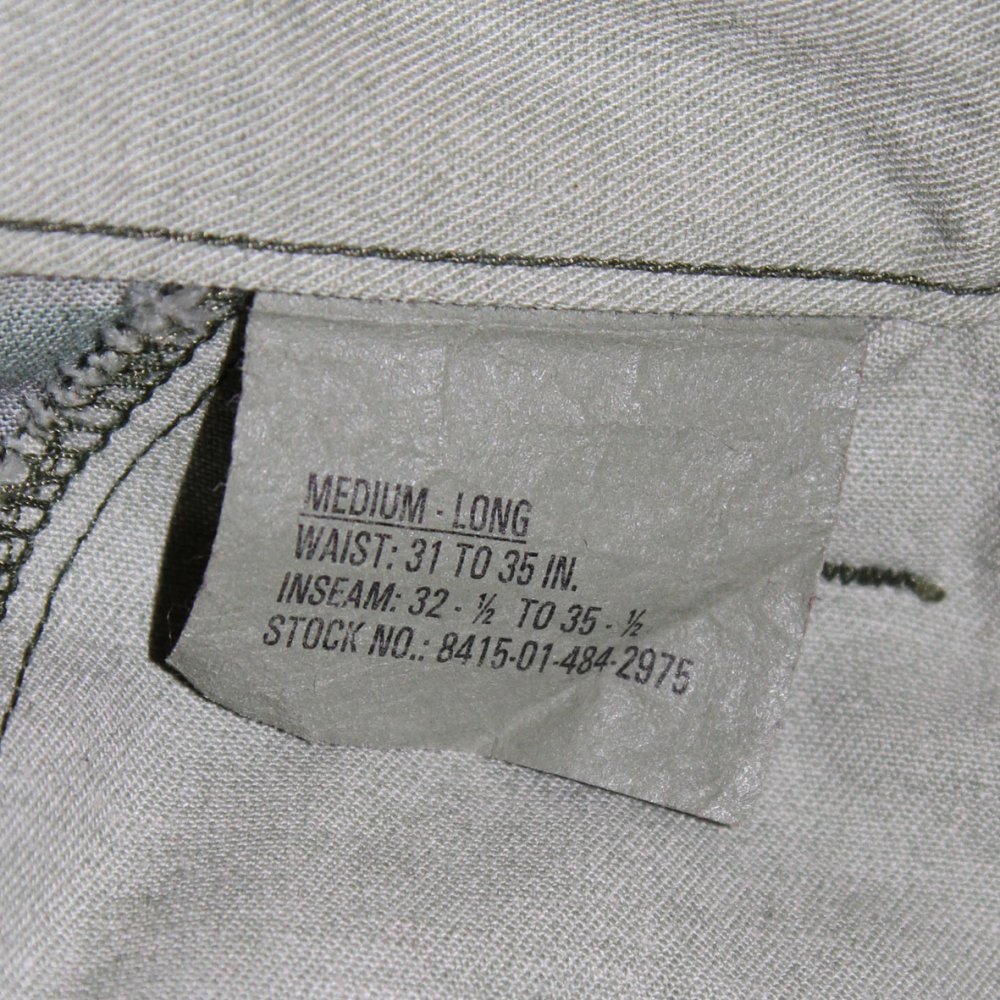 MEDIUM - LONG
WAIST: 31 TO 35 IN.
INSEAM: 32 - ½ TO 35 - ½
STOCK NO.: 8415-01-484-2975